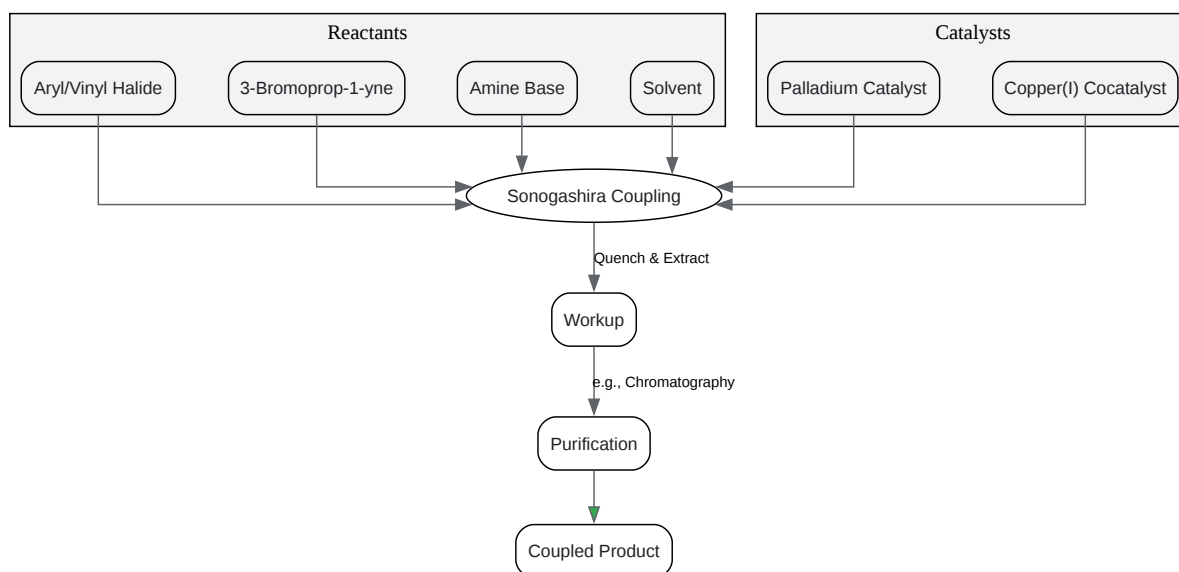 Reactants
Catalysts
Aryl/Vinyl Halide
3-Bromoprop-1-yne
Amine Base
Solvent
Palladium Catalyst
Copper(I) Cocatalyst
Sonogashira Coupling
Quench & Extract
Workup
e.g., Chromatography
Purification
Coupled Product